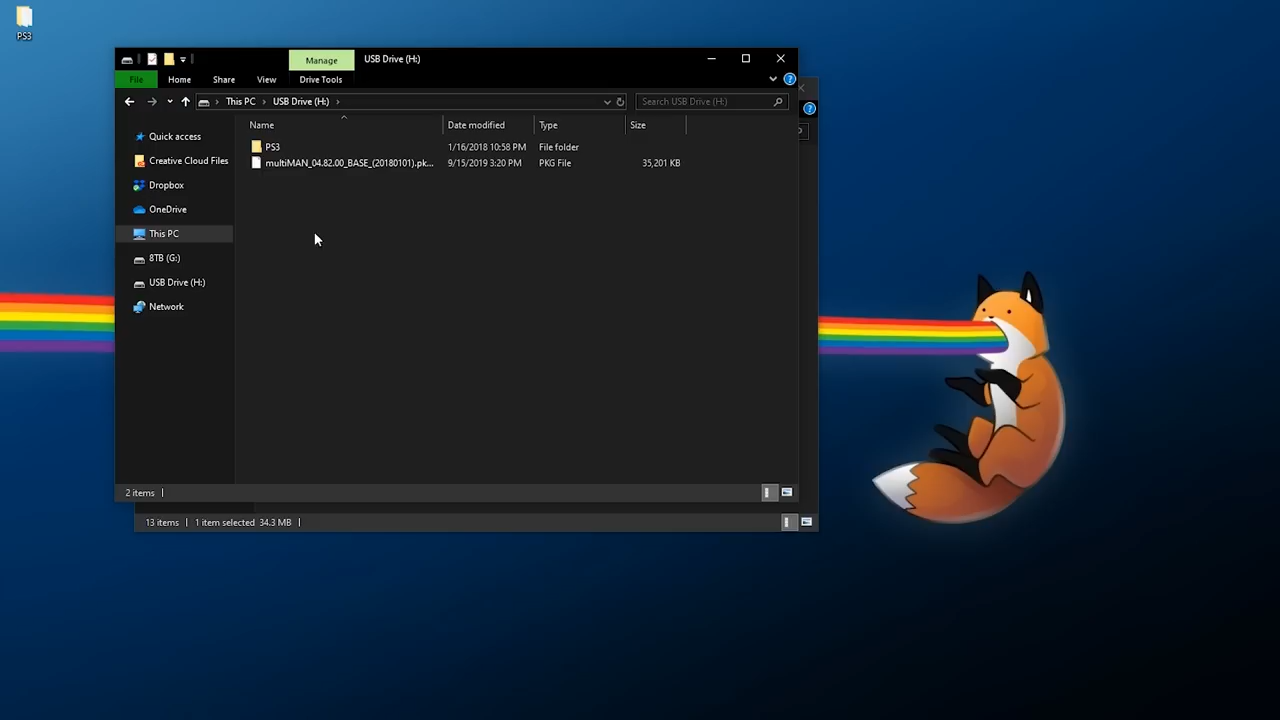 PS3
Manage
USB Drive (H:)
File
Home
Share
View
Drive Tools
This PC
USB Drive (H:)
Search USB Drive (H:)
Name
Date modified
Type
Size
Quick access
Creative Cloud Files
Dropbox
OneDrive
This PC
8TB (G:)
USB Drive (H:)
Network
PS3
1/16/2018 10:58 PM
File folder
multiMAN_04.82.00_BASE_(20180101).pk...
9/15/2019 3:20 PM
PKG File
35,201 KB
2 items
13 items
1 item selected 34.3 MB